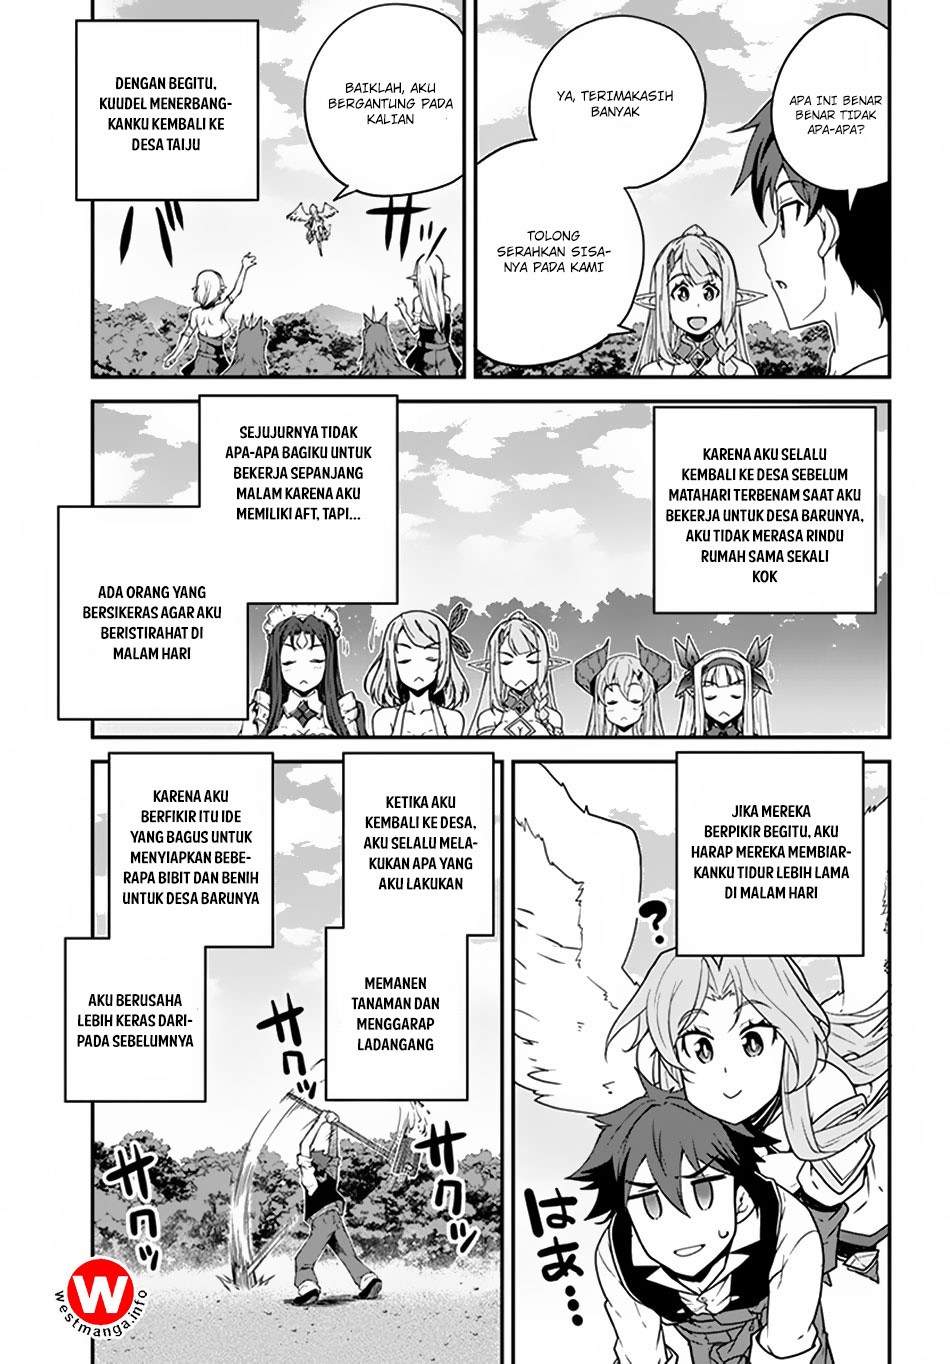 APA INI BENAR
BENAR TIDAK
APA-APA?
YA, TERIMAKASIH
BANYAK
TOLONG
SERAHKAN SISA-
NYA PADA KAMI
BAIKLAH, AKU
BERGANTUNG PADA
KALIAN
DENGAN BEGITU,
KUUDEL MENERBANG-
KANKU KEMBALI KE
DESA TAIJU
KARENA AKU SELALU
KEMBALI KE DESA SEBELUM
MATAHARI TERBENAM SAAT AKU
BEKERJA UNTUK DESA BARUNYA,
AKU TIDAK MERASA RINDU
RUMAH SAMA SEKALI
KOK
SEJUJURNYA TIDAK
APA-APA BAGIKU UNTUK
BEKERJA SEPANJANG
MALAM KARENA AKU
MEMILIKI AFT, TAPI...
ADA ORANG YANG
BERSIKERAS AGAR AKU
BERISTIRAHAT DI
MALAM HARI
JIKA MEREKA
BERPIKIR BEGITU, AKU
HARAP MEREKA MEMBIAR-
KANKU TIDUR LEBIH LAMA
DI MALAM HARI
?
はぁ…
KETIKA AKU
KEMBALI KE DESA,
AKU SELALU MELA-
KUKAN APA YANG
AKU LAKUKAN
MEMANEN
TANAMAN DAN
MENGGARAP
LADANGANG
KARENA AKU
BERFIKIR ITU IDE
YANG BAGUS UNTUK
MENYIAPKAN BEBE-
RAPA BIBIT DAN BENIH
UNTUK DESA BARUNYA
AKU BERUSAHA
LEBIH KERAS DARI-
PADA SEBELUMNYA
ザクッ
ザクッ
ザクッ
W
westmanga.info